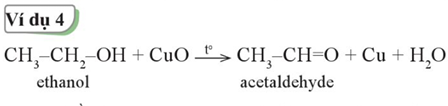 Ví dụ 4
CH₃–CH₂–OH + CuO —t°→ CH₃–CH=O + Cu + H₂O
ethanol acetaldehyde